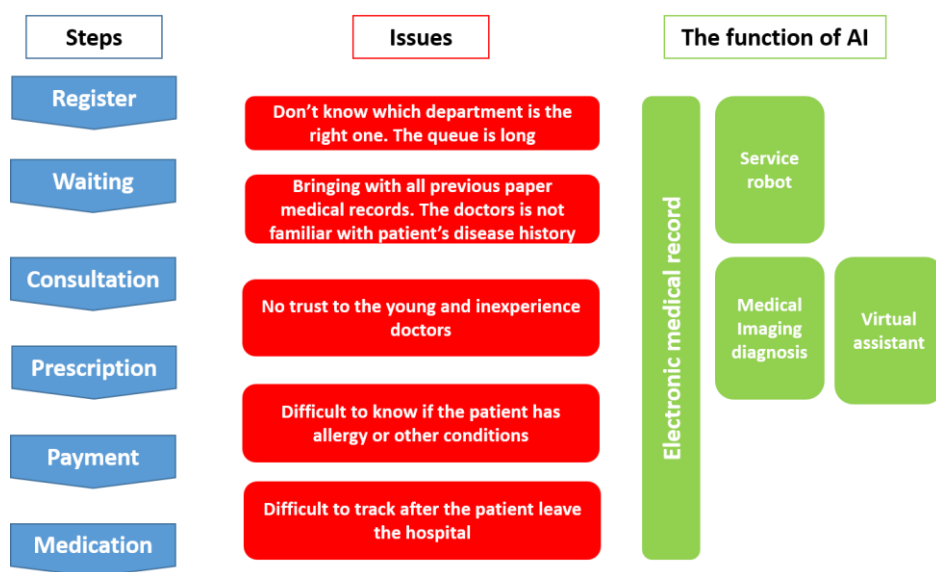 Steps
Register
Waiting
Consultation
Prescription
Payment
Medication
Issues
Don’t know which department is the
right one. The queue is long
Bringing with all previous paper
medical records. The doctors is not
familiar with patient’s disease history
No trust to the young and inexperience
doctors
Difficult to know if the patient has
allergy or other conditions
Difficult to track after the patient leave
the hospital
The function of AI
Electronic medical record
Service
robot
Medical
Imaging
diagnosis
Virtual
assistant